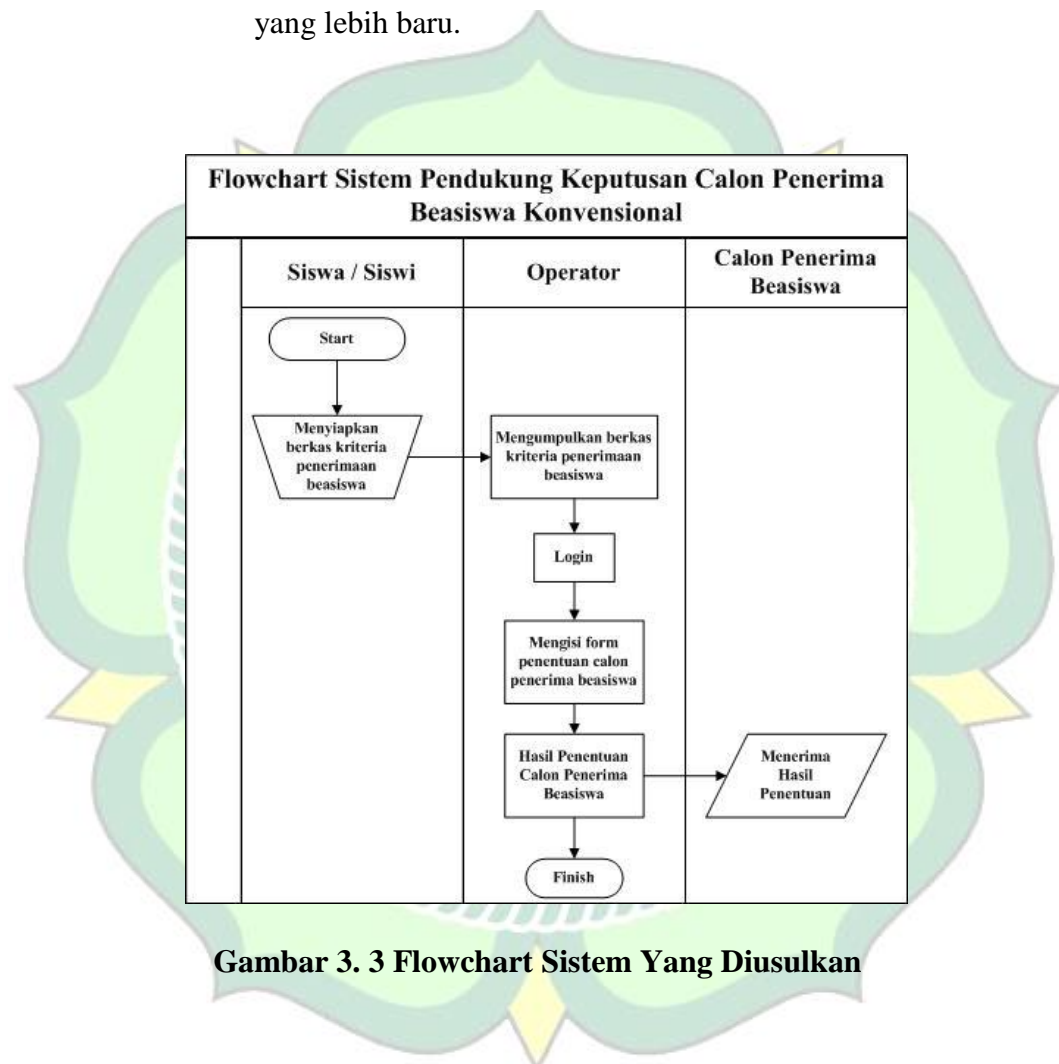 yang lebih baru.
Flowchart Sistem Pendukung Keputusan Calon Penerima
Beasiswa Konvensional
Siswa / Siswi
Operator
Calon Penerima
Beasiswa
Start
Menyiapkan
berkas kriteria
penerimaan
beasiswa
Mengumpulkan berkas
kriteria penerimaan
beasiswa
Login
Mengisi form
penentuan calon
penerima beasiswa
Hasil Penentuan
Calon Penerima
Beasiswa
Menerima
Hasil
Penentuan
Finish
Gambar 3. 3 Flowchart Sistem Yang Diusulkan